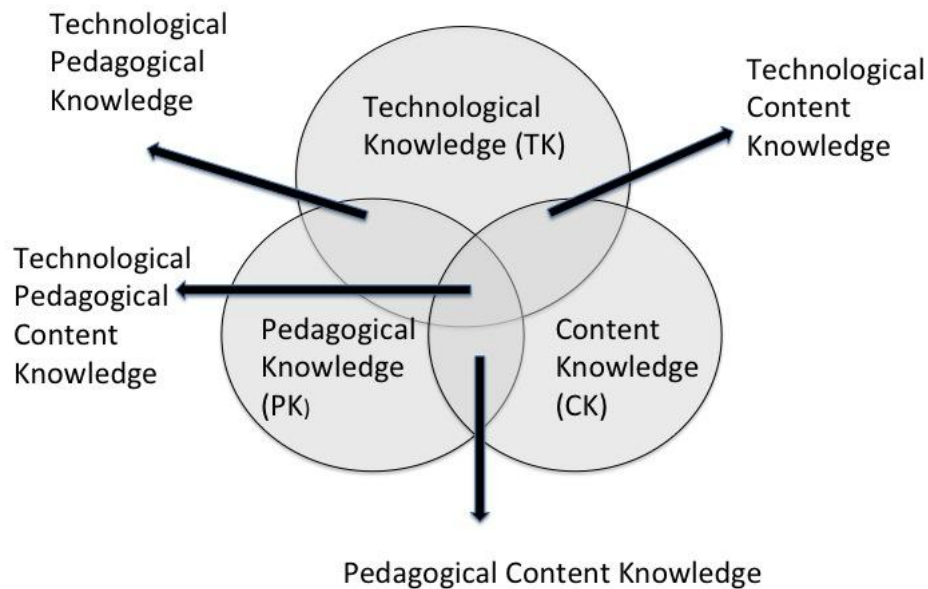 Technological
Pedagogical
Knowledge
Technological
Knowledge (TK)
Technological
Content
Knowledge
Technological
Pedagogical
Content
Knowledge
Pedagogical
Knowledge
(PK)
Content
Knowledge
(CK)
Pedagogical Content Knowledge